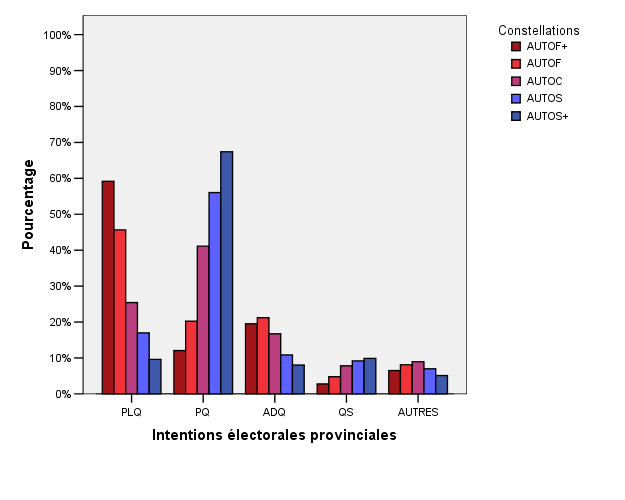 Constellations
AUTOF+
AUTOF
AUTOC
AUTOS
AUTOS+
Pourcentage
100%
90%
80%
70%
60%
50%
40%
30%
20%
10%
0%
PLQ PQ ADQ QS AUTRES
Intentions électorales provinciales